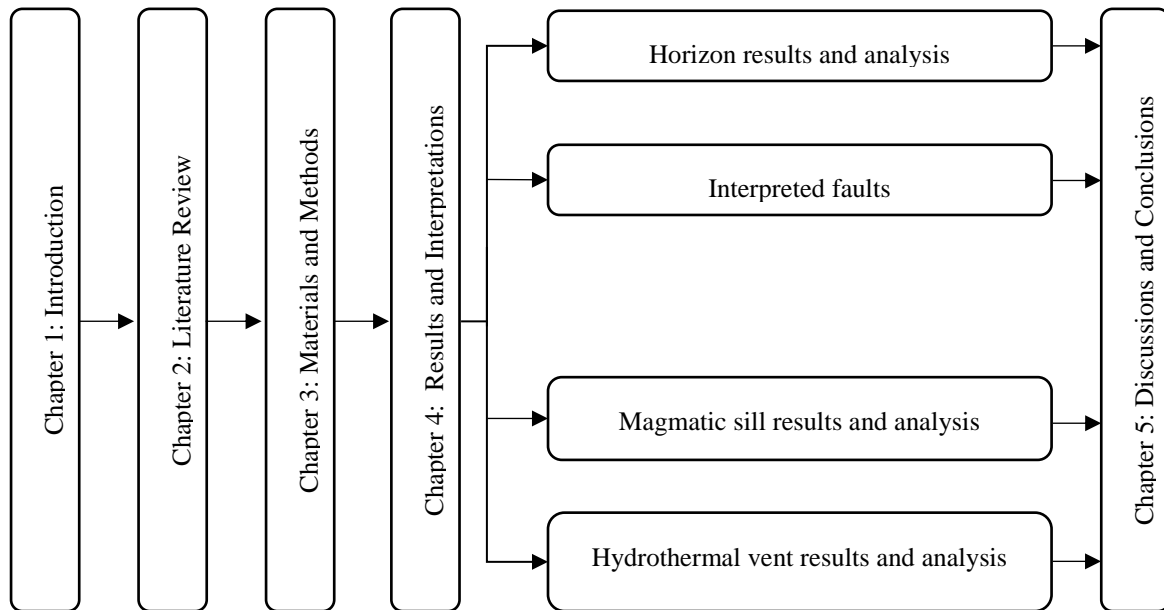 Chapter 1: Introduction
Chapter 2: Literature Review
Chapter 3: Materials and Methods
Chapter 4:  Results and Interpretations
Horizon results and analysis
Interpreted faults
Magmatic sill results and analysis
Hydrothermal vent results and analysis
Chapter 5: Discussions and Conclusions